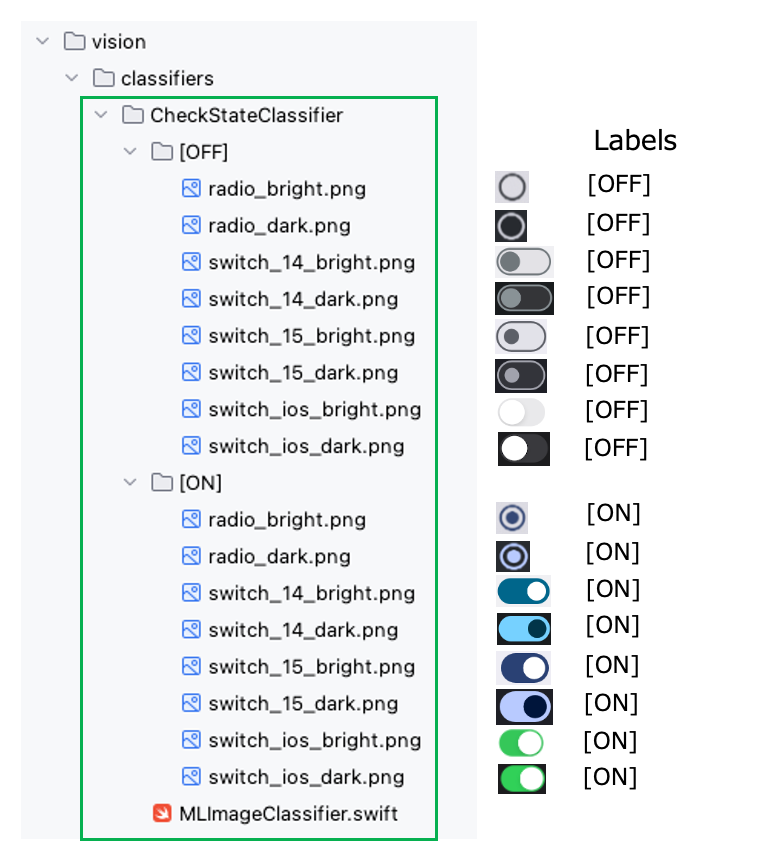 vision
classifiers
CheckStateClassifier
Labels
[OFF]
radio_bright.png [OFF]
radio_dark.png [OFF]
switch_14_bright.png [OFF]
switch_14_dark.png [OFF]
switch_15_bright.png [OFF]
switch_15_dark.png [OFF]
switch_ios_bright.png [OFF]
switch_ios_dark.png [OFF]
[ON]
radio_bright.png [ON]
radio_dark.png [ON]
switch_14_bright.png [ON]
switch_14_dark.png [ON]
switch_15_bright.png [ON]
switch_15_dark.png [ON]
switch_ios_bright.png [ON]
switch_ios_dark.png [ON]
MLImageClassifier.swift